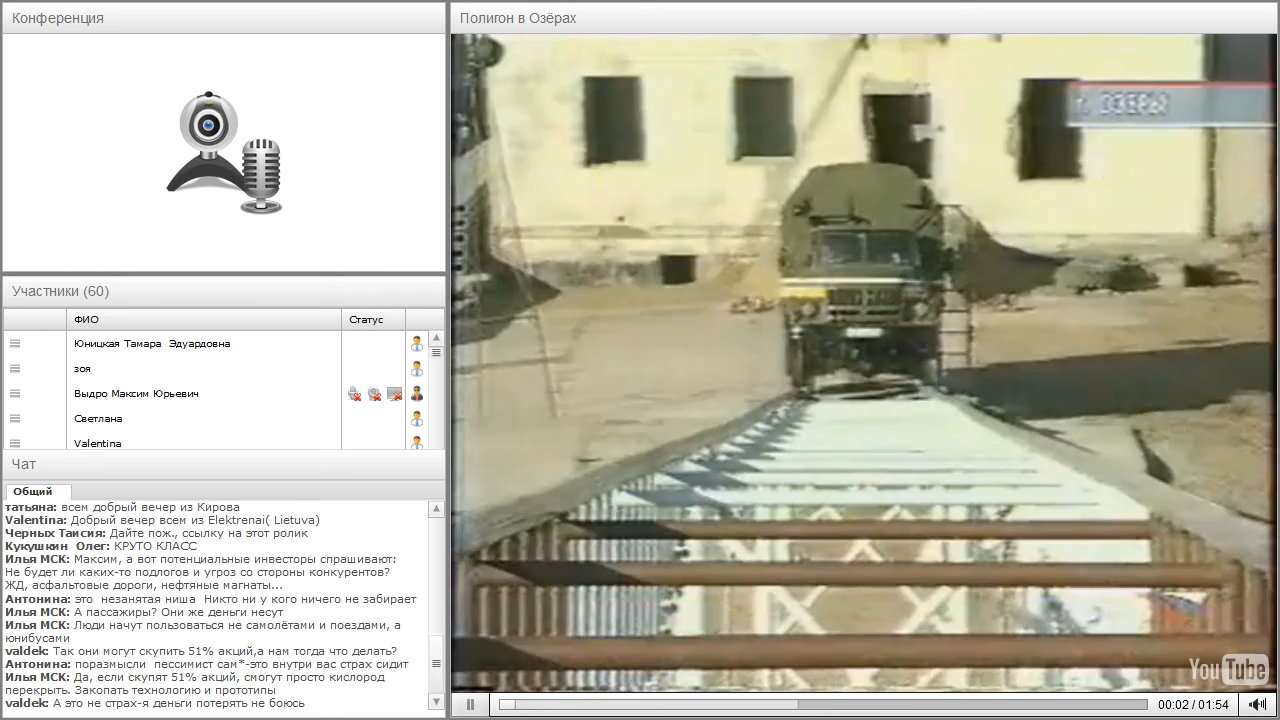 Конференция
Полигон в Озёрах
г. ОЗЁРЫ
Участники (60)
ФИО Статус
Юницкая Тамара Эдуардовна
зоя
Выдро Максим Юрьевич
Светлана
Valentina
Чат
Общий
татьяна: всем добрый вечер из Кирова
Valentina: Добрый вечер всем из Elektrenai( Lietuva)
Черных Таисия: Дайте пож., ссылку на этот ролик
Кукушкин Олег: КРУТО КЛАСС
Илья МСК: Максим, а вот потенциальные инвесторы спрашивают:
Не будет ли каких-то подлогов и угроз со стороны конкурентов?
ЖД, асфальтовые дороги, нефтяные магнаты...
Антонина: это незанятая ниша Никто ни у кого ничего не забирает
Илья МСК: А пассажиры? Они же деньги несут
Илья МСК: Люди начут пользоваться не самолётами и поездами, а
юнибусами
valdek: Так они могут скупить 51% акций,а нам тогда что делать?
Антонина: поразмысли пессимист сам*-это внутри вас страх сидит
Илья МСК: Да, если скупят 51% акций, смогут просто кислород
перекрыть. Закопать технологию и прототипы
valdek: А это не страх-я деньги потерять не боюсь
YouTube
00:02 / 01:54